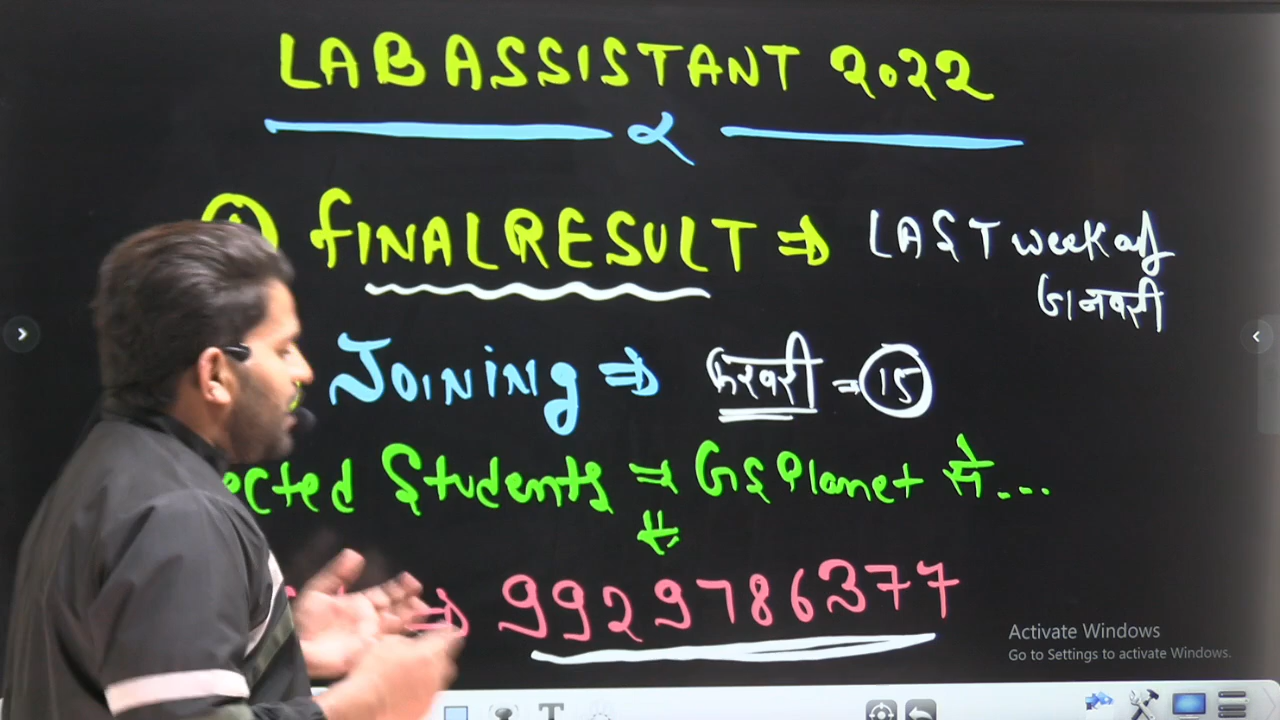 LAB ASSISTANT 2022
① FINAL RESULT ⇒ LAST week of
जनवरी
JOINING ⇒ फरवरी ⇒ 15
ected Students ⇒ GS Planet से...
⇒ 9929786377
Activate Windows
Go to Settings to activate Windows.
T